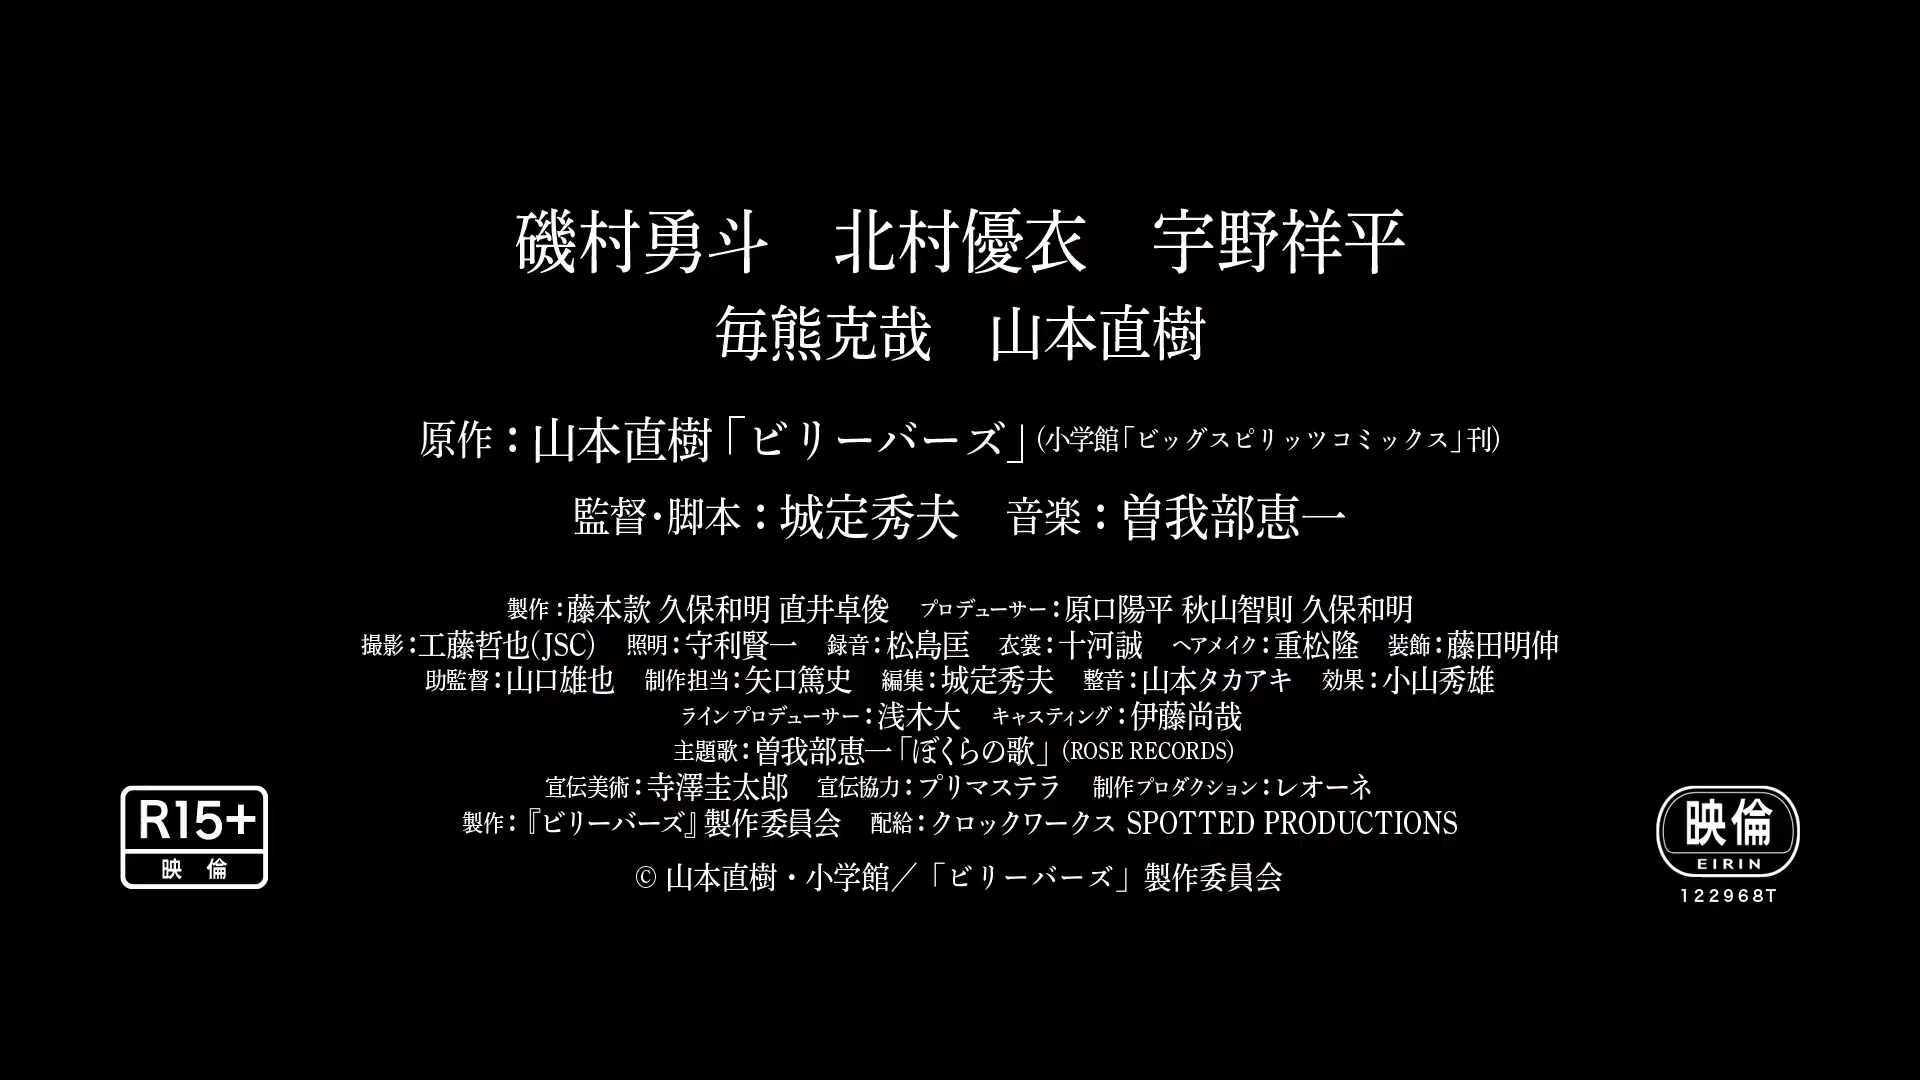 磯村勇斗　北村優衣　宇野祥平
毎熊克哉　山本直樹
原作：山本直樹「ビリーバーズ」（小学館「ビッグスピリッツコミックス」刊）
監督・脚本：城定秀夫　音楽：曽我部恵一
製作：藤本款 久保和明 直井卓俊　プロデューサー：原口陽平 秋山智則 久保和明
撮影：工藤哲也（JSC）　照明：守利賢一　録音：松島匡　衣裳：十河誠　ヘアメイク：重松隆　装飾：藤田明伸
助監督：山口雄也　制作担当：矢口篤史　編集：城定秀夫　整音：山本タカアキ　効果：小山秀雄
ラインプロデューサー：浅木大　キャスティング：伊藤尚哉
主題歌：曽我部恵一「ぼくらの歌」（ROSE RECORDS）
宣伝美術：寺澤圭太郎　宣伝協力：プリマステラ　制作プロダクション：レオーネ
製作：『ビリーバーズ』製作委員会　配給：クロックワークス SPOTTED PRODUCTIONS
© 山本直樹・小学館／「ビリーバーズ」製作委員会
R15+
映倫
映倫
EIRIN
122968T